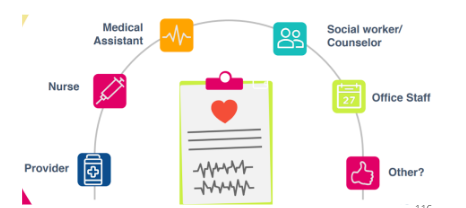 Medical
Assistant
Social worker/
Counselor
Nurse
27
Office Staff
Provider
Other?